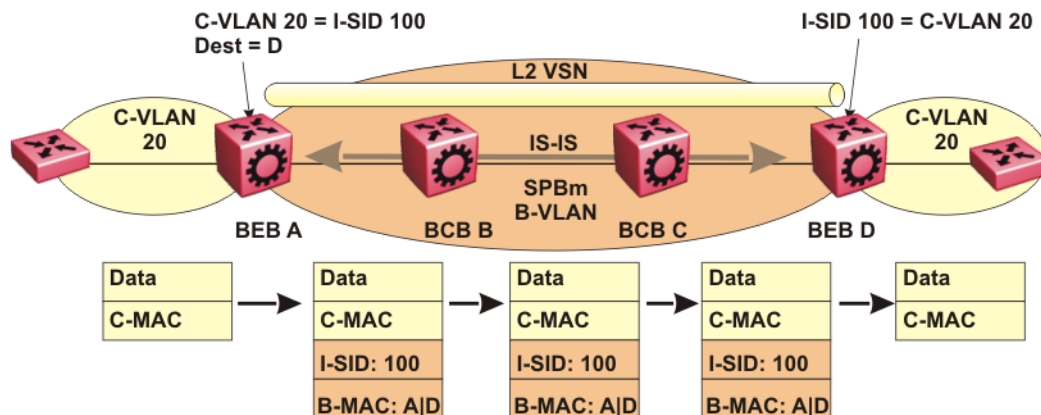 C-VLAN 20 = I-SID 100
Dest = D
I-SID 100 = C-VLAN 20
L2 VSN
C-VLAN
20
C-VLAN
20
IS-IS
SPBm
B-VLAN
BEB A
BCB B
BCB C
BEB D
Data
C-MAC
Data
C-MAC
I-SID: 100
B-MAC: A|D
Data
C-MAC
I-SID: 100
B-MAC: A|D
Data
C-MAC
I-SID: 100
B-MAC: A|D
Data
C-MAC